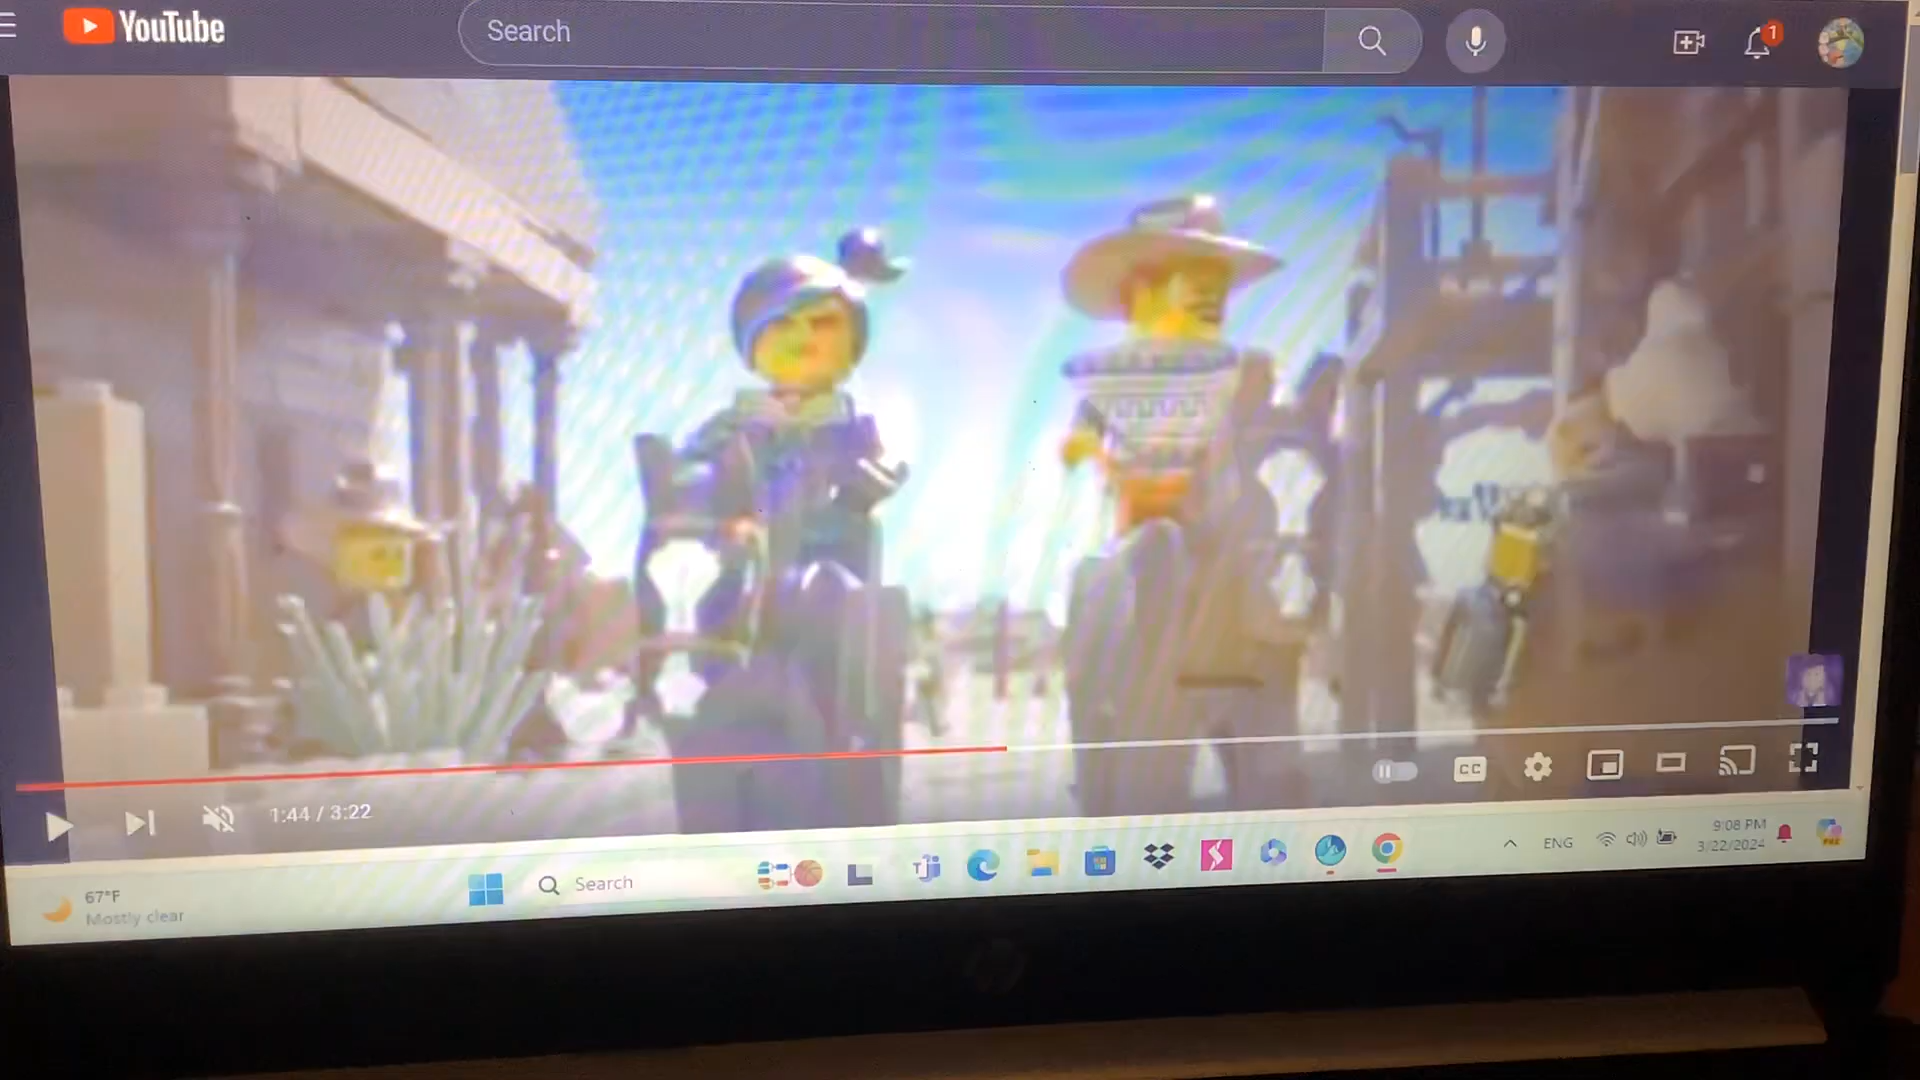 YouTube
Search
1
1:44 / 3:22
CC
67°F
Mostly clear
Search
ENG
9:08 PM
3/22/2024